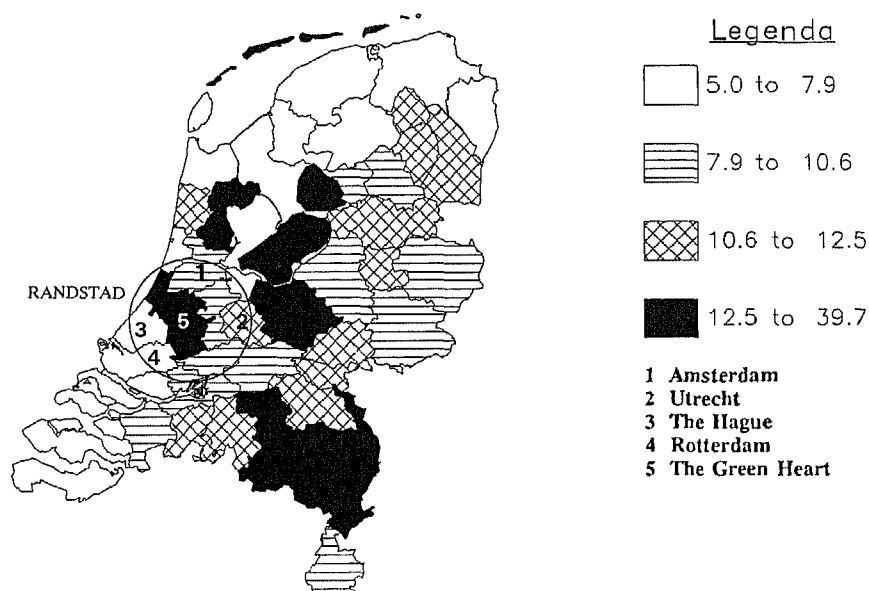 Legenda
5.0 to 7.9
7.9 to 10.6
10.6 to 12.5
12.5 to 39.7
RANDSTAD
1
2
3
4
5
1 Amsterdam
2 Utrecht
3 The Hague
4 Rotterdam
5 The Green Heart